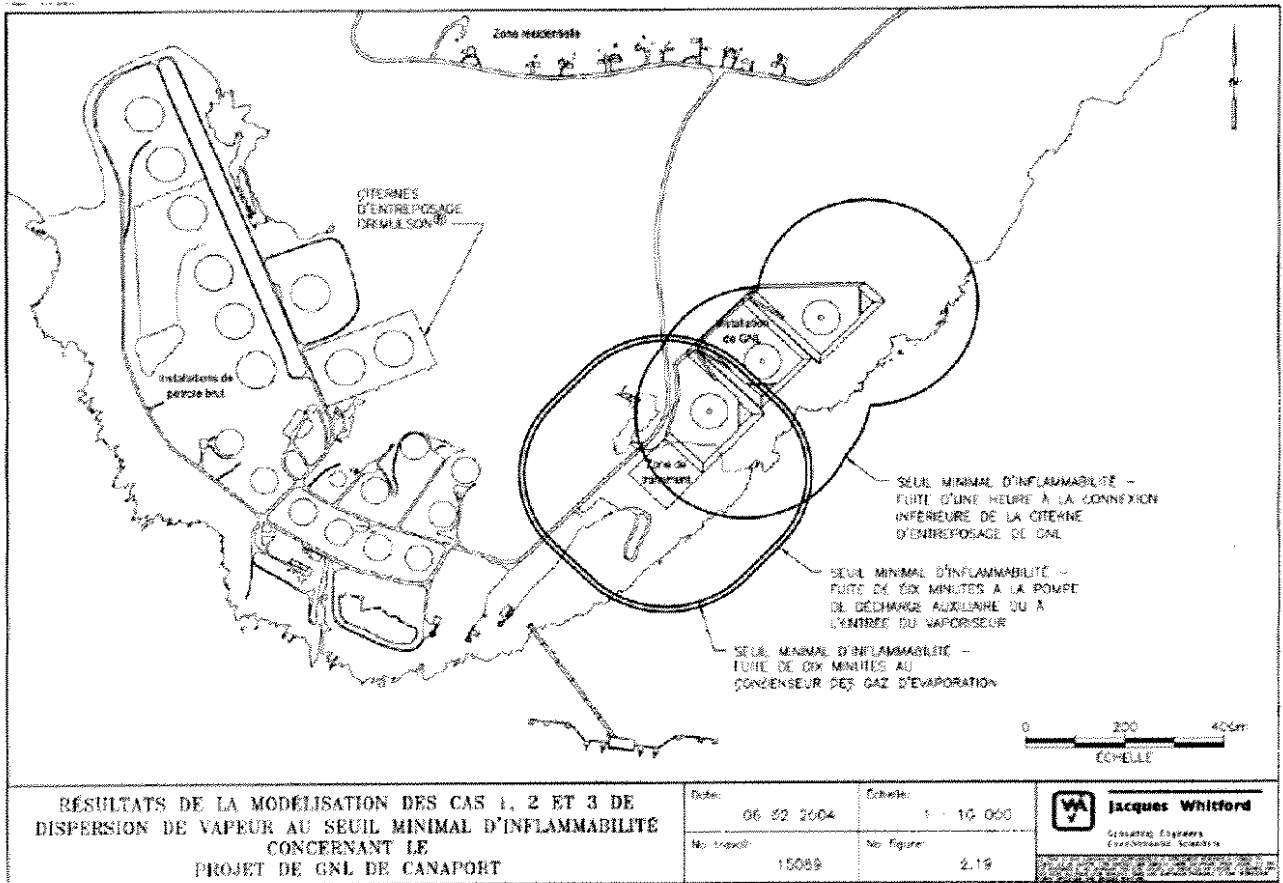 Zone résidentielle
N
CITERNES
D'ENTREPOSAGE
ORIMULSION
Installation
de GNL
Installations de
pétrole brut
Zone de
traitement
SEUIL MINIMAL D'INFLAMMABILITÉ –
FUITE D'UNE HEURE À LA CONNEXION
INFÉRIEURE DE LA CITERNE
D'ENTREPOSAGE DE GNL
SEUIL MINIMAL D'INFLAMMABILITÉ –
FUITE DE DIX MINUTES À LA POMPE
DE DÉCHARGE AUXILIAIRE OU À
L'ENTRÉE DU VAPORISEUR
SEUIL MINIMAL D'INFLAMMABILITÉ –
FUITE DE DIX MINUTES AU
CONDENSEUR DES GAZ D'ÉVAPORATION
0 200 400m
ÉCHELLE
RÉSULTATS DE LA MODÉLISATION DES CAS 1, 2 ET 3 DE
DISPERSION DE VAPEUR AU SEUIL MINIMAL D'INFLAMMABILITÉ
CONCERNANT LE
PROJET DE GNL DE CANAPORT
Date:
06 02 2004
Échelle:
1 : 10 000
No. travail:
15089
No. Figure:
2.19
Jacques Whitford
Consulting Engineers
Environmental Scientists